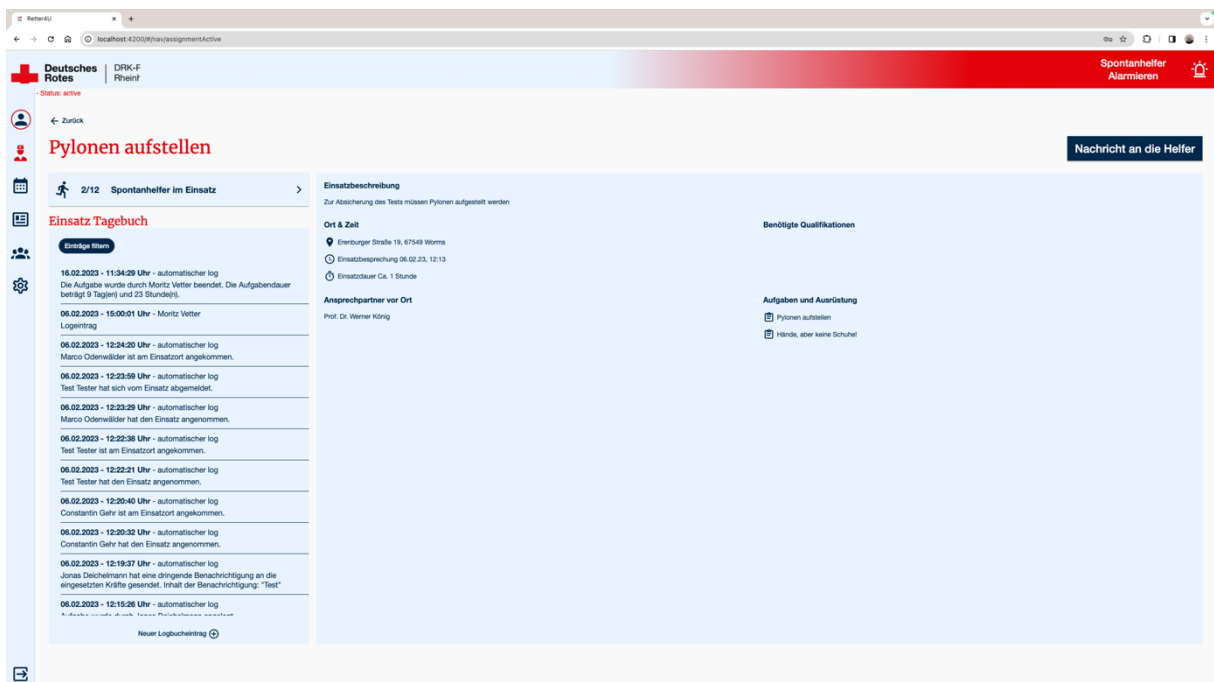 Retter4U
localhost:4200/#/nav/assignmentActive
Deutsches
Rotes
DRK-F
Spontanhelfer
Alarmieren
- Status: active
← Zurück
Pylonen aufstellen
Nachricht an die Helfer
2/12 Spontanhelfer im Einsatz
Einsatz Tagebuch
Einträge filtern
16.02.2023 - 11:34:29 Uhr - automatischer log
Die Aufgabe wurde durch Moritz Vetter beendet. Die Aufgabendauer
beträgt 9 Tag(en) und 23 Stunde(n).
06.02.2023 - 15:00:01 Uhr - Moritz Vetter
Logeintrag
06.02.2023 - 12:24:20 Uhr - automatischer log
Marco Odenwälder ist am Einsatzort angekommen.
06.02.2023 - 12:23:59 Uhr - automatischer log
Test Tester hat sich vom Einsatz abgemeldet.
06.02.2023 - 12:23:29 Uhr - automatischer log
Marco Odenwälder hat den Einsatz angenommen.
06.02.2023 - 12:22:38 Uhr - automatischer log
Test Tester ist am Einsatzort angekommen.
06.02.2023 - 12:22:21 Uhr - automatischer log
Test Tester hat den Einsatz angenommen.
06.02.2023 - 12:20:40 Uhr - automatischer log
Constantin Gehr ist am Einsatzort angekommen.
06.02.2023 - 12:20:32 Uhr - automatischer log
Constantin Gehr hat den Einsatz angenommen.
06.02.2023 - 12:19:37 Uhr - automatischer log
Jonas Deichelmann hat eine dringende Benachrichtigung an die
eingesetzten Kräfte gesendet. Inhalt der Benachrichtigung: "Test"
06.02.2023 - 12:15:26 Uhr - automatischer log
Neuer Logbucheintrag
Einsatzbeschreibung
Zur Absicherung des Tests müssen Pylonen aufgestellt werden
Ort & Zeit
Erenburger Straße 19, 67549 Worms
Einsatzbesprechung 06.02.23, 12:13
Einsatzdauer Ca. 1 Stunde
Ansprechpartner vor Ort
Prof. Dr. Werner König
Benötigte Qualifikationen
Aufgaben und Ausrüstung
Pylonen aufstellen
Hände, aber keine Schuhe!